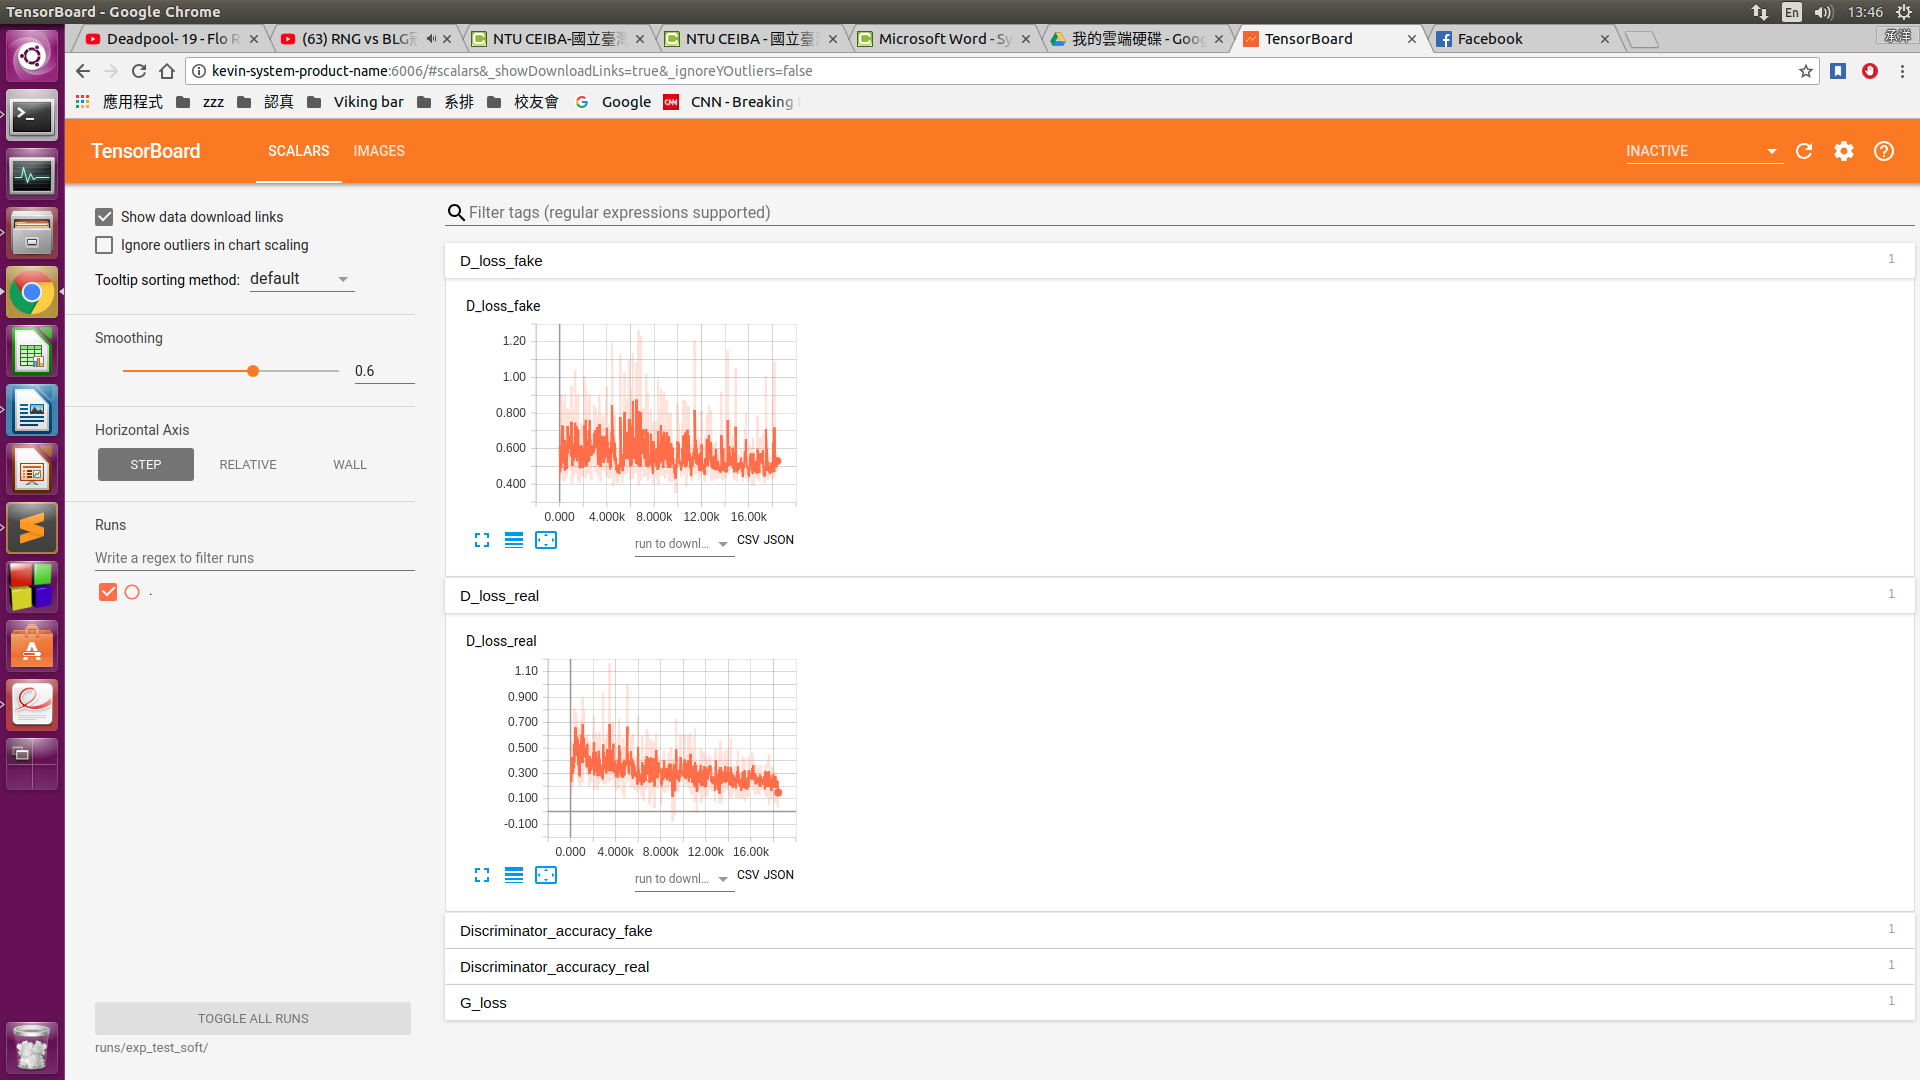 TensorBoard - Google Chrome
En
13:46
Deadpool- 19 - Flo R
(63) RNG vs BLG
NTU CEIBA-國立臺灣
NTU CEIBA - 國立臺
Microsoft Word - Sy
我的雲端硬碟 - Goog
TensorBoard
Facebook
承洋
kevin-system-product-name:6006/#scalars&_showDownloadLinks=true&_ignoreYOutliers=false
應用程式
zzz
認真
Viking bar
系排
校友會
Google
CNN - Breaking
TensorBoard
SCALARS
IMAGES
INACTIVE
Show data download links
Ignore outliers in chart scaling
Tooltip sorting method: default
Smoothing
0.6
Horizontal Axis
STEP RELATIVE WALL
Runs
Write a regex to filter runs
.
TOGGLE ALL RUNS
runs/exp_test_soft/
Filter tags (regular expressions supported)
D_loss_fake 1
D_loss_fake
1.20
1.00
0.800
0.600
0.400
0.000 4.000k 8.000k 12.00k 16.00k
run to downl... CSV JSON
D_loss_real 1
D_loss_real
1.10
0.900
0.700
0.500
0.300
0.100
-0.100
0.000 4.000k 8.000k 12.00k 16.00k
run to downl... CSV JSON
Discriminator_accuracy_fake 1
Discriminator_accuracy_real 1
G_loss 1